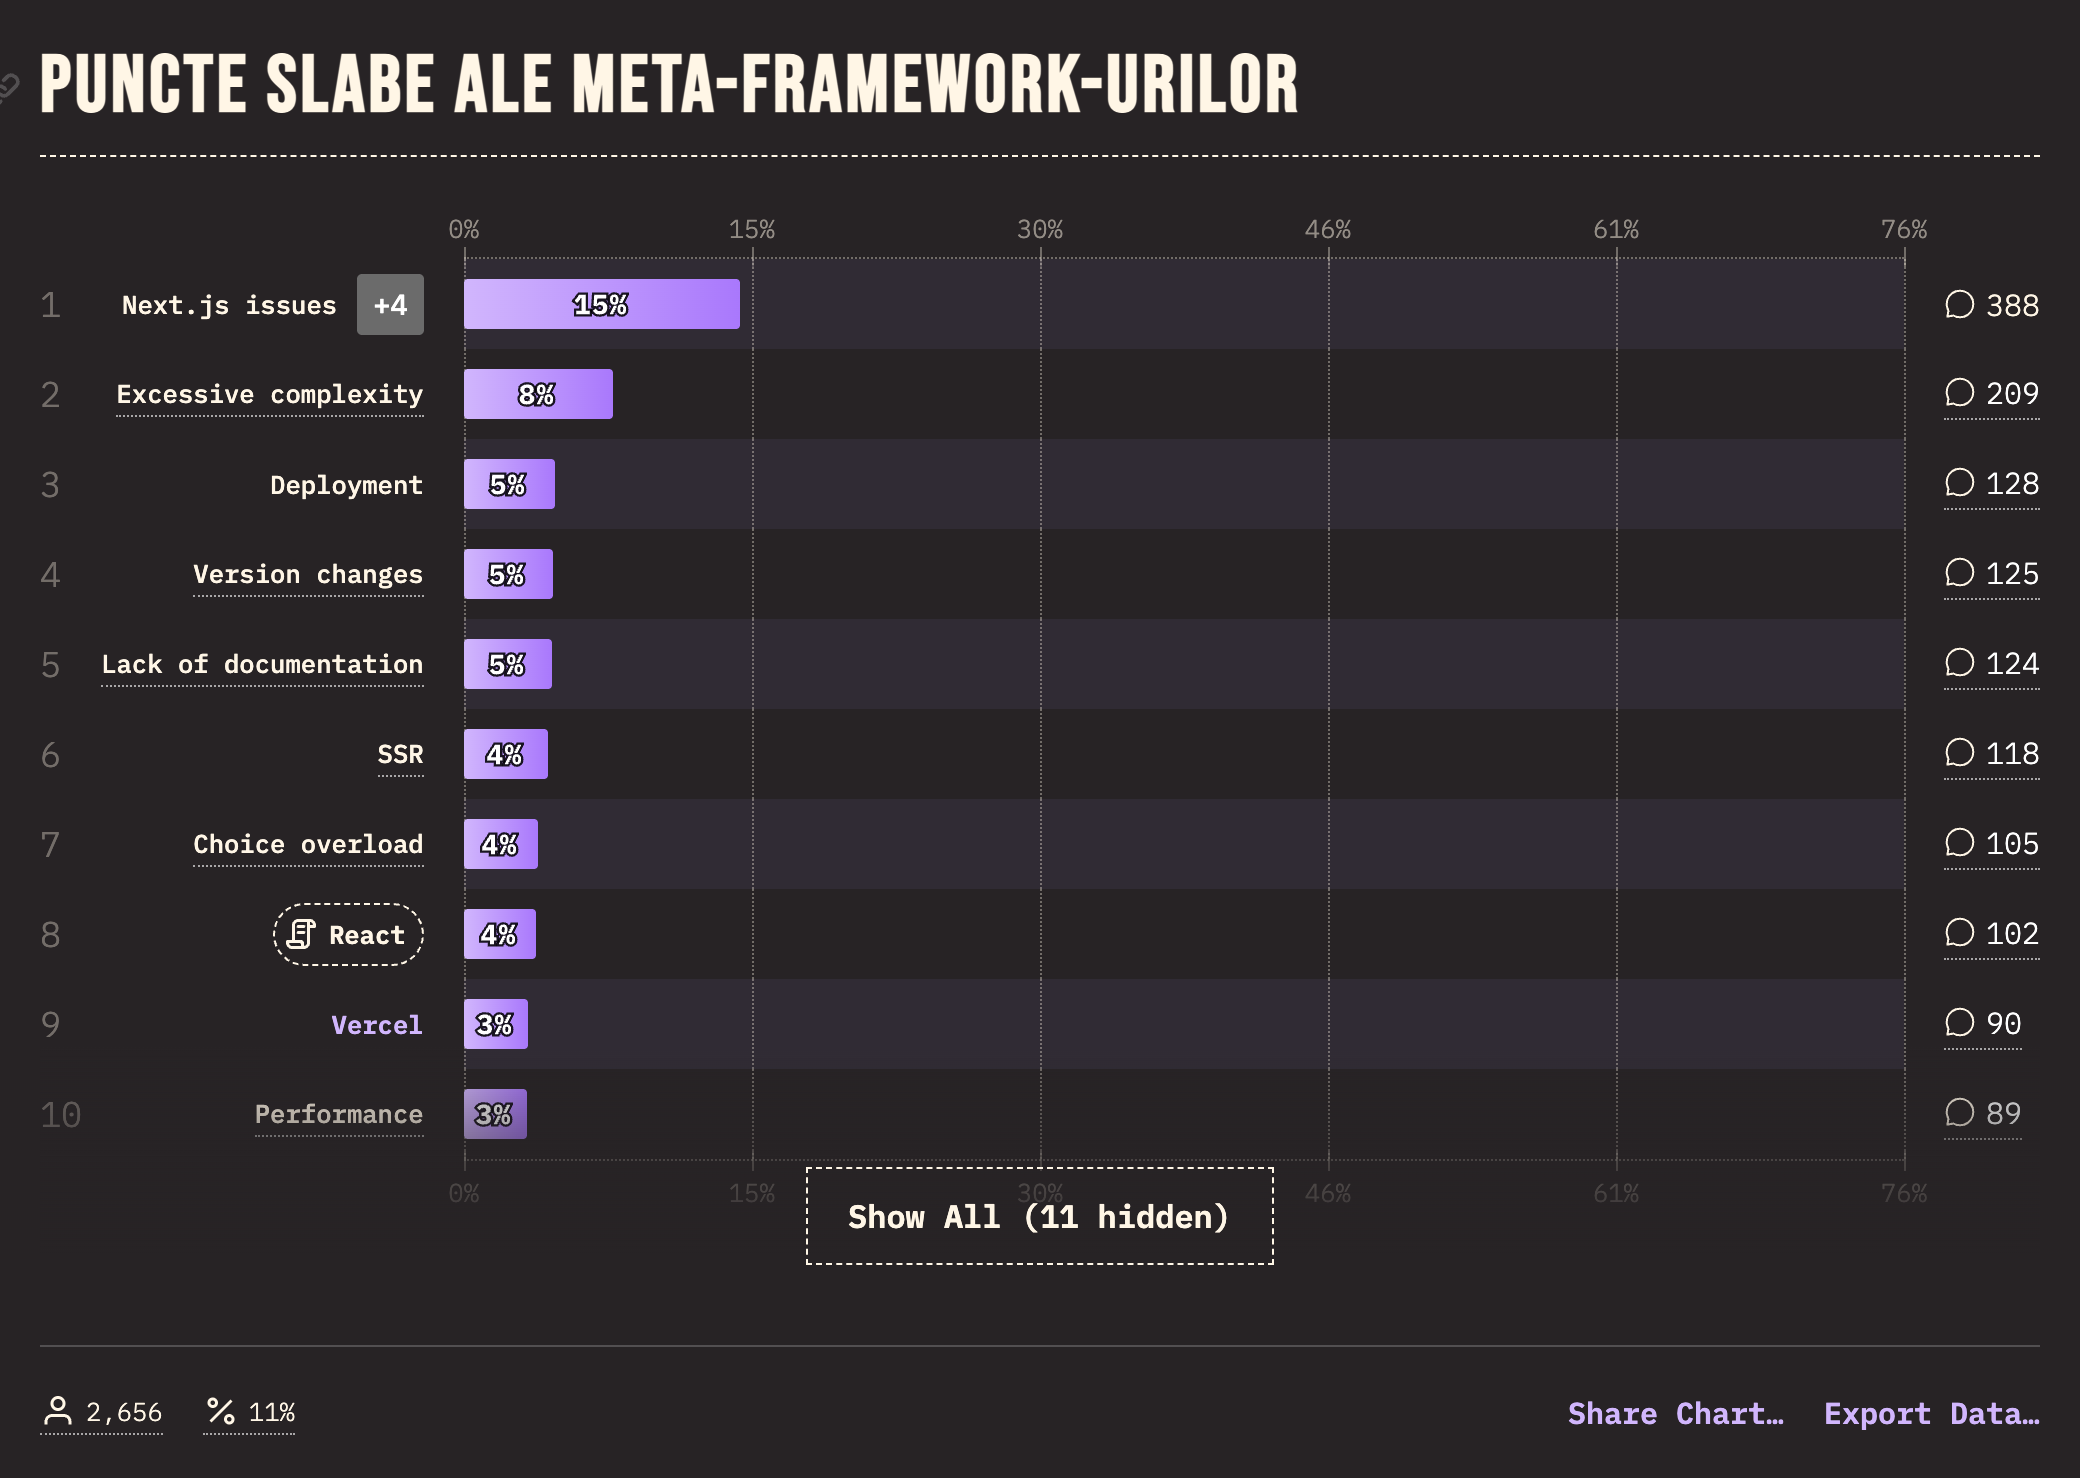 PUNCTE SLABE ALE META-FRAMEWORK-URILOR
0% 15% 30% 46% 61% 76%
1 Next.js issues +4 15% 388
2 Excessive complexity 8% 209
3 Deployment 5% 128
4 Version changes 5% 125
5 Lack of documentation 5% 124
6 SSR 4% 118
7 Choice overload 4% 105
8 React 4% 102
9 Vercel 3% 90
10 Performance 3% 89
0% 15% 30% 46% 61% 76%
Show All (11 hidden)
2,656 11% Share Chart… Export Data…